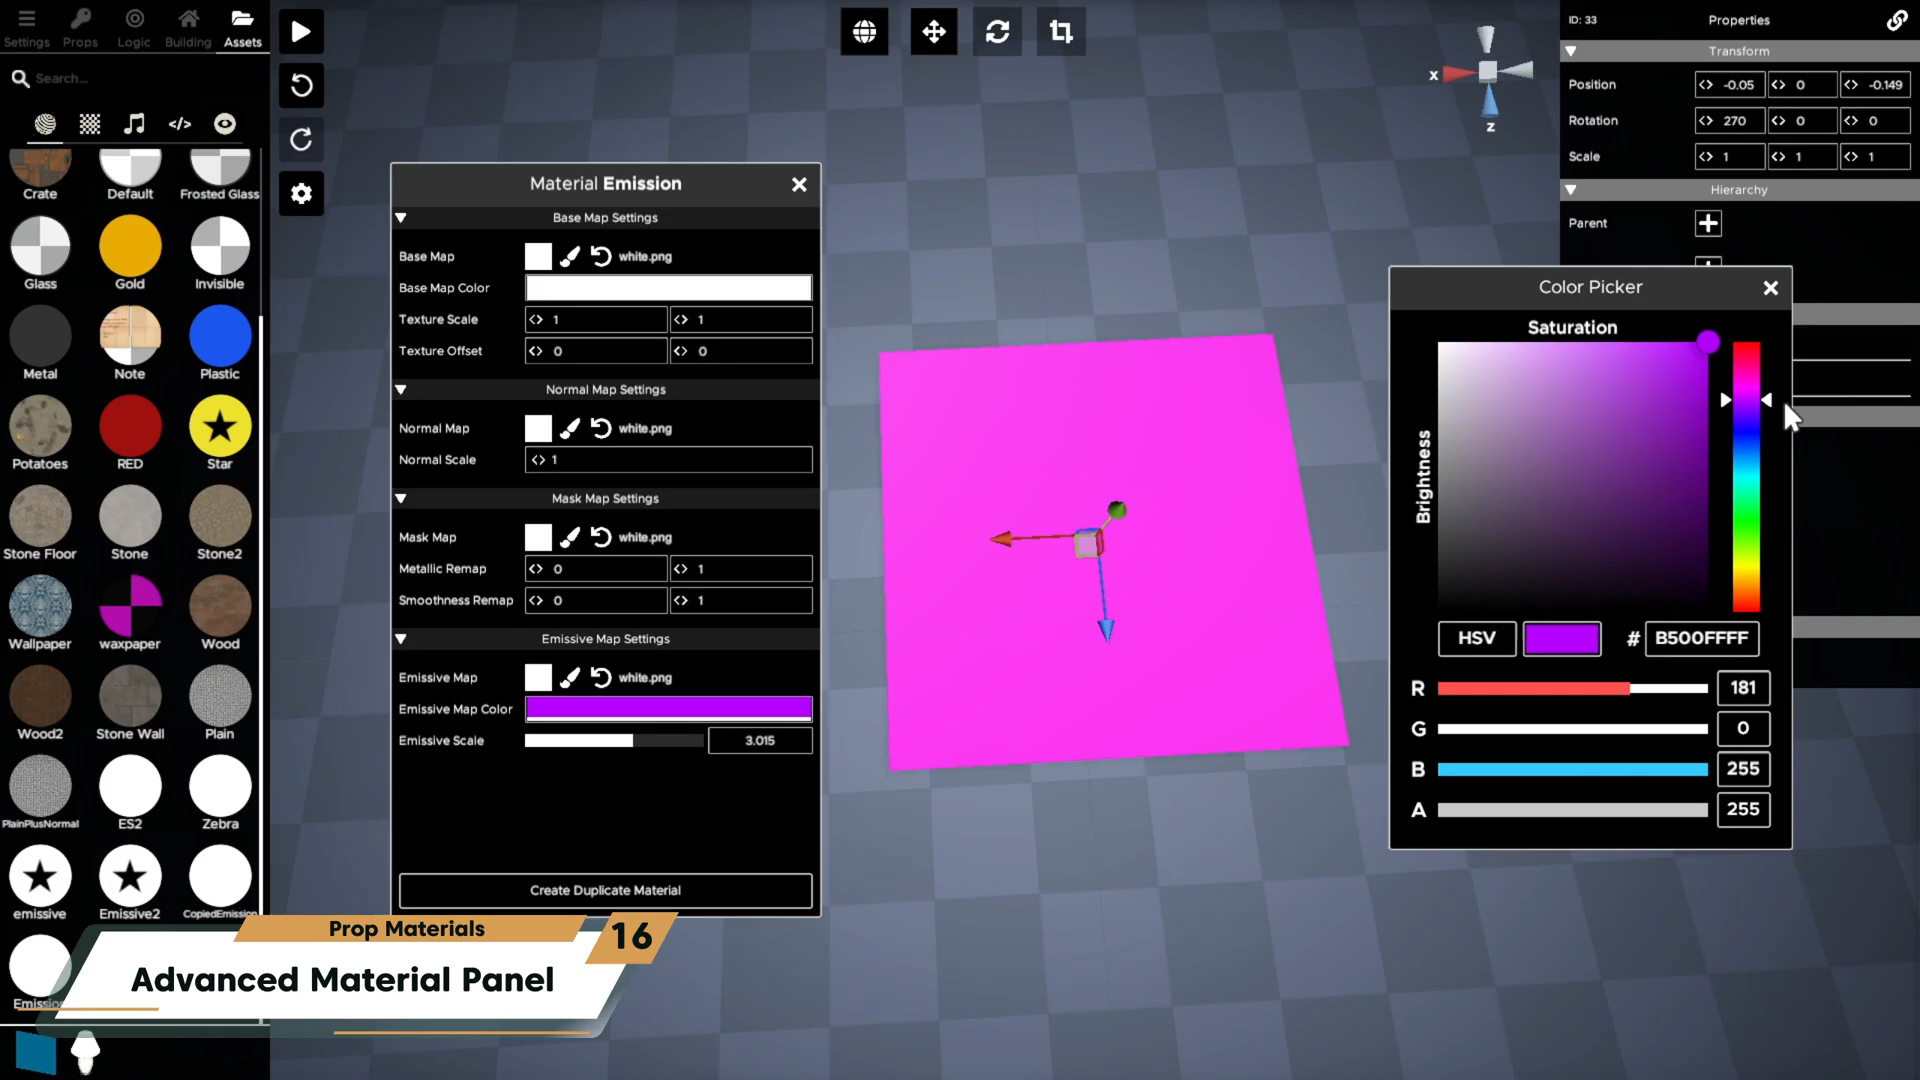 Settings
Props
Logic
Building
Assets
Search...
Crate
Default
Frosted Glass
Glass
Gold
Invisible
Metal
Note
Plastic
Potatoes
RED
Star
Stone Floor
Stone
Stone2
Wallpaper
waxpaper
Wood
Wood2
Stone Wall
Plain
PlainPlusNormal
ES2
Zebra
emissive
Emissive2
CopiedEmission
Material Emission
Base Map Settings
Base Map white.png
Base Map Color
Texture Scale 1 1
Texture Offset 0 0
Normal Map Settings
Normal Map white.png
Normal Scale 1
Mask Map Settings
Mask Map white.png
Metallic Remap 0 1
Smoothness Remap 0 1
Emissive Map Settings
Emissive Map white.png
Emissive Map Color
Emissive Scale 3.015
Create Duplicate Material
x
z
ID: 33 Properties
Transform
Position -0.05 0 -0.149
Rotation 270 0 0
Scale 1 1 1
Hierarchy
Parent
Color Picker
Saturation
Brightness
HSV # B500FFFF
R 181
G 0
B 255
A 255
Prop Materials 16
Advanced Material Panel